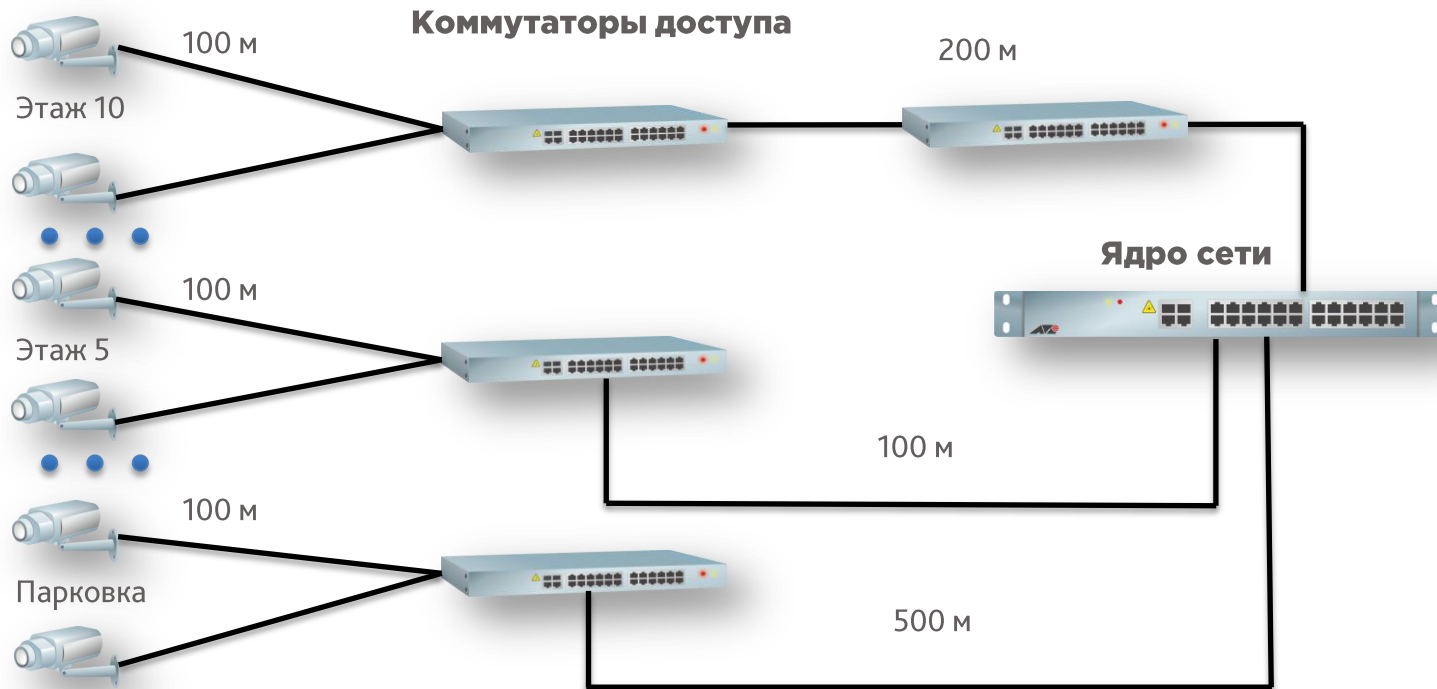 Коммутаторы доступа
100 м
200 м
Этаж 10
Ядро сети
100 м
Этаж 5
100 м
100 м
Парковка
500 м